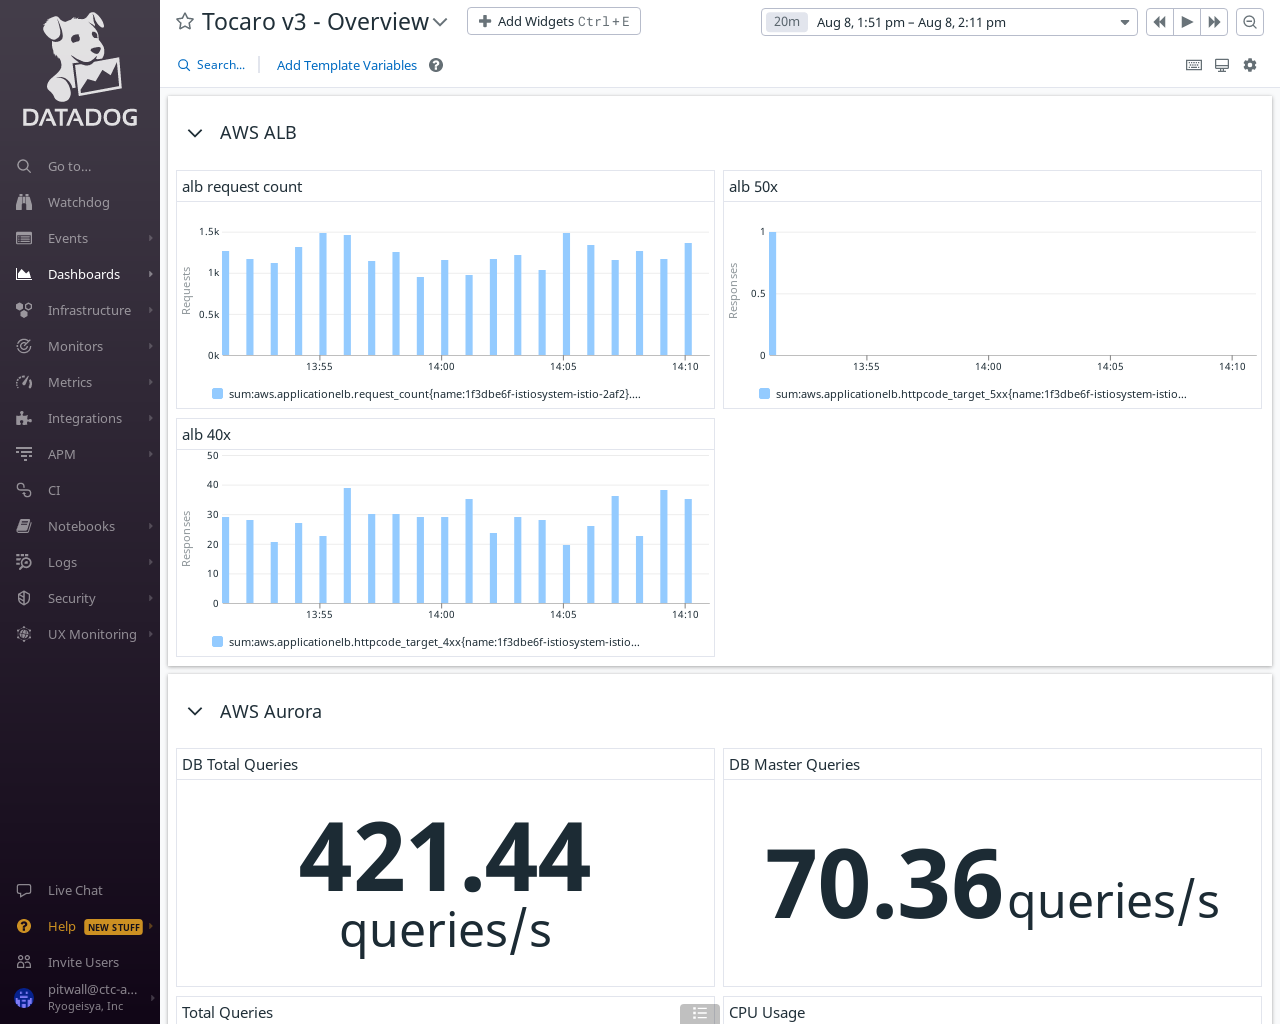 DATADOG
Go to...
Watchdog
Events
Dashboards
Infrastructure
Monitors
Metrics
Integrations
APM
CI
Notebooks
Logs
Security
UX Monitoring
Live Chat
Help NEW STUFF
Invite Users
pitwall@ctc-a...
Ryogeisya, Inc
Tocaro v3 - Overview
Add Widgets Ctrl+E
20m Aug 8, 1:51 pm – Aug 8, 2:11 pm
Search...
Add Template Variables
AWS ALB
alb request count
Requests
1.5k
1k
0.5k
0k
13:55 14:00 14:05 14:10
sum:aws.applicationelb.request_count{name:1f3dbe6f-istiosystem-istio-2af2}....
alb 50x
Responses
1
0.5
0
13:55 14:00 14:05 14:10
sum:aws.applicationelb.httpcode_target_5xx{name:1f3dbe6f-istiosystem-istio...
alb 40x
Responses
50
40
30
20
10
0
13:55 14:00 14:05 14:10
sum:aws.applicationelb.httpcode_target_4xx{name:1f3dbe6f-istiosystem-istio...
AWS Aurora
DB Total Queries
421.44
queries/s
DB Master Queries
70.36 queries/s
Total Queries
CPU Usage